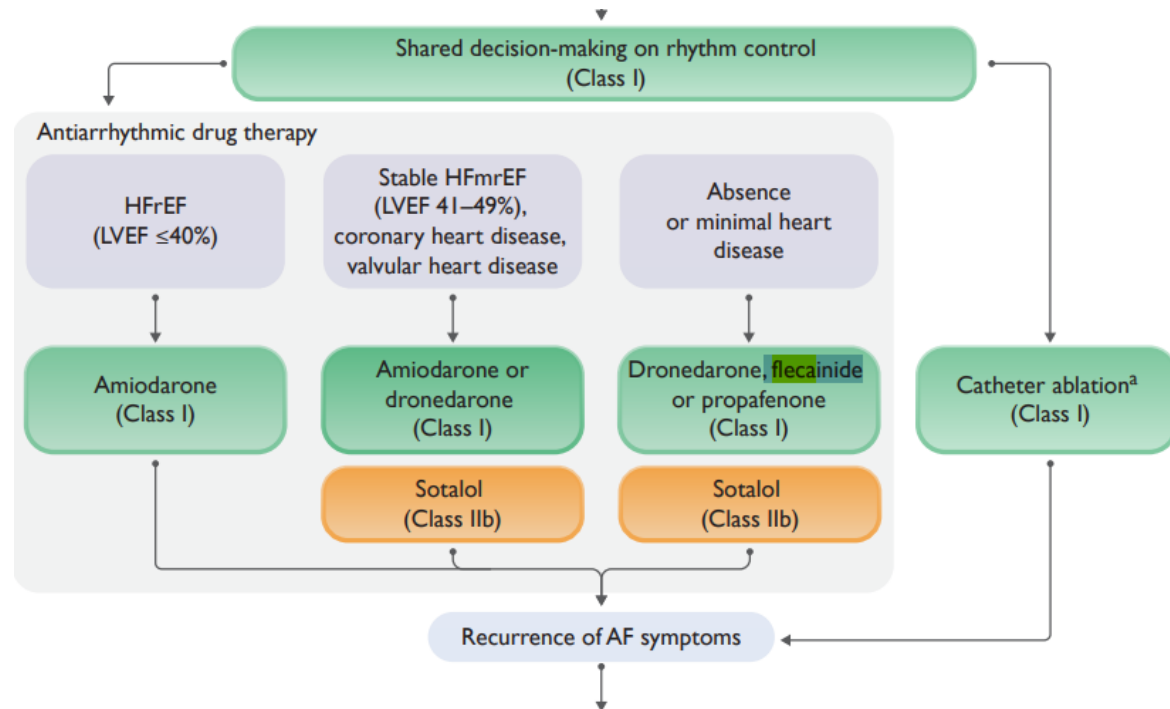 Shared decision-making on rhythm control
(Class I)
Antiarrhythmic drug therapy
HFrEF
(LVEF ≤40%)
Stable HFmrEF
(LVEF 41–49%),
coronary heart disease,
valvular heart disease
Absence
or minimal heart
disease
Amiodarone
(Class I)
Amiodarone or
dronedarone
(Class I)
Dronedarone, flecainide
or propafenone
(Class I)
Catheter ablationᵃ
(Class I)
Sotalol
(Class IIb)
Sotalol
(Class IIb)
Recurrence of AF symptoms